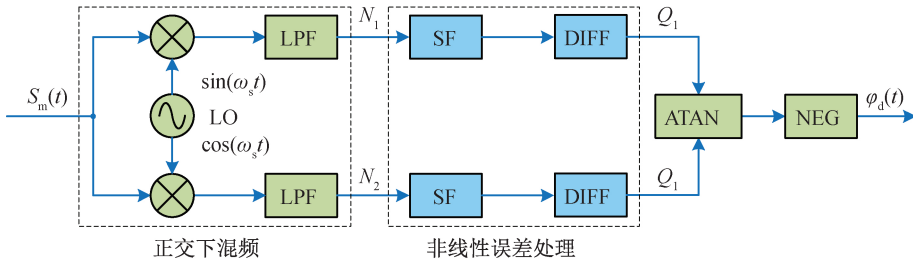 N₁ Q₁
LPF SF DIFF
Sₘ(t) sin(ωₛt)
LO
cos(ωₛt)
ATAN NEG φ_d(t)
N₂ Q₁
LPF SF DIFF
正交下混频 非线性误差处理